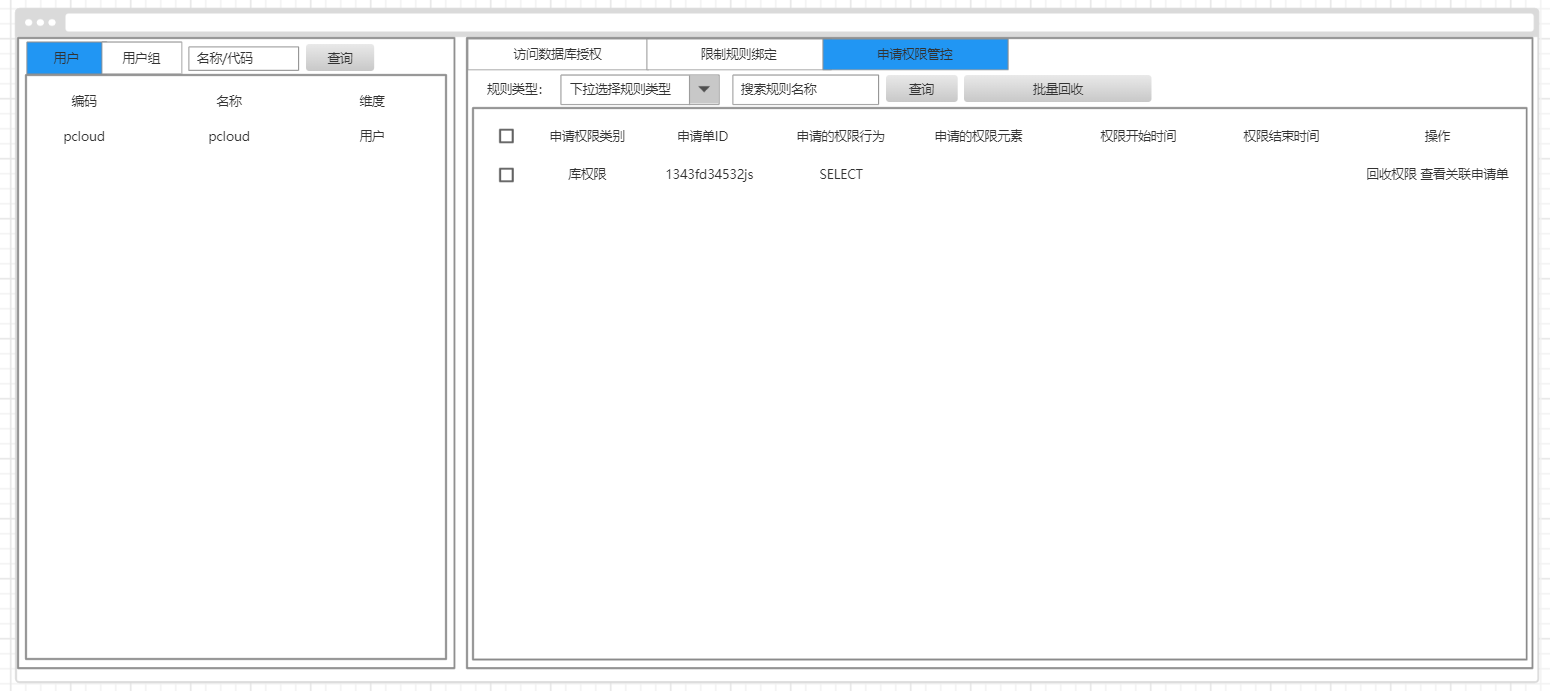 用户 用户组 名称/代码 查询
编码 名称 维度
pcloud pcloud 用户
访问数据库授权 限制规则绑定 申请权限管控
规则类型: 下拉选择规则类型 搜索规则名称 查询 批量回收
申请权限类别 申请单ID 申请的权限行为 申请的权限元素 权限开始时间 权限结束时间 操作
库权限 1343fd34532js SELECT 回收权限 查看关联申请单